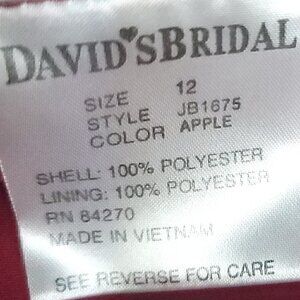 DAVID'SBRIDAL
SIZE 12
STYLE JB1675
COLOR APPLE
SHELL: 100% POLYESTER
LINING: 100% POLYESTER
RN 84270
MADE IN VIETNAM
SEE REVERSE FOR CARE